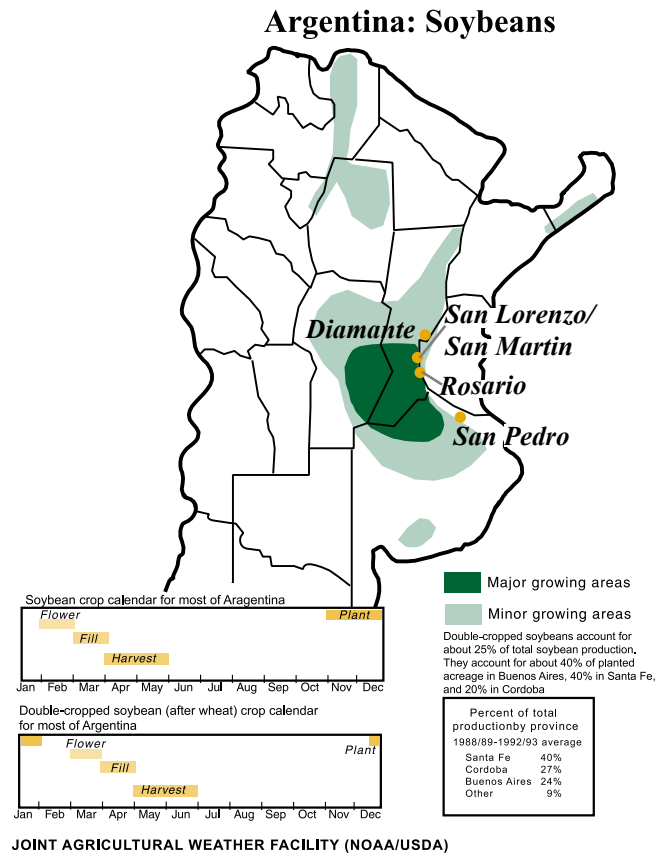 Argentina: Soybeans
San Lorenzo/
Diamante
San Martin
Rosario
San Pedro
Major growing areas
Minor growing areas
Soybean crop calendar for most of Aragentina
Flower
Plant
Fill
Harvest
Jan Feb Mar Apr May Jun Jul Aug Sep Oct Nov Dec
Double-cropped soybeans account for
about 25% of total soybean production.
They account for about 40% of planted
acreage in Buenos Aires, 40% in Santa Fe,
and 20% in Cordoba
Double-cropped soybean (after wheat) crop calendar
for most of Argentina
Flower
Plant
Fill
Harvest
Jan Feb Mar Apr May Jun Jul Aug Sep Oct Nov Dec
Percent of total
productionby province
1988/89-1992/93 average
Santa Fe 40%
Cordoba 27%
Buenos Aires 24%
Other 9%
JOINT AGRICULTURAL WEATHER FACILITY (NOAA/USDA)